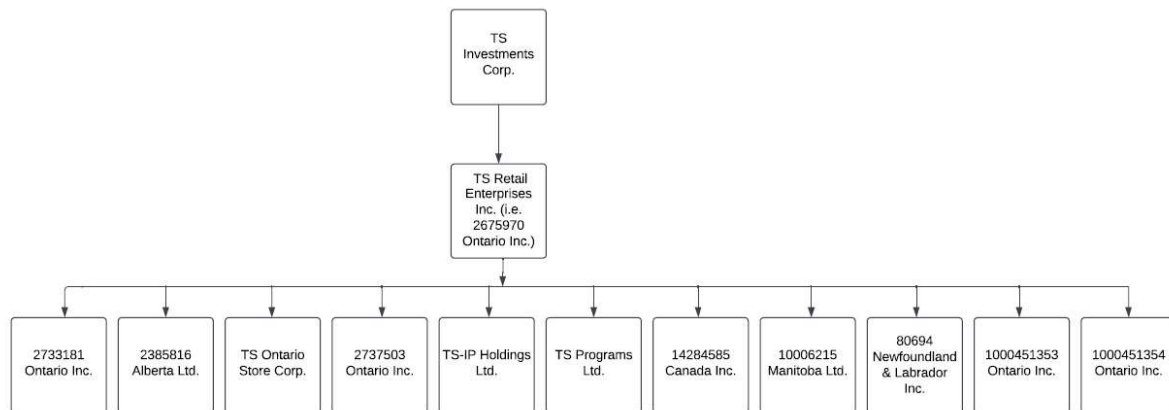 TS
Investments
Corp.
TS Retail
Enterprises
Inc. (i.e.
2675970
Ontario Inc.)
2733181
Ontario Inc.
2385816
Alberta Ltd.
TS Ontario
Store Corp.
2737503
Ontario Inc.
TS-IP Holdings
Ltd.
TS Programs
Ltd.
14284585
Canada Inc.
10006215
Manitoba Ltd.
80694
Newfoundland
& Labrador
Inc.
1000451353
Ontario Inc.
1000451354
Ontario Inc.